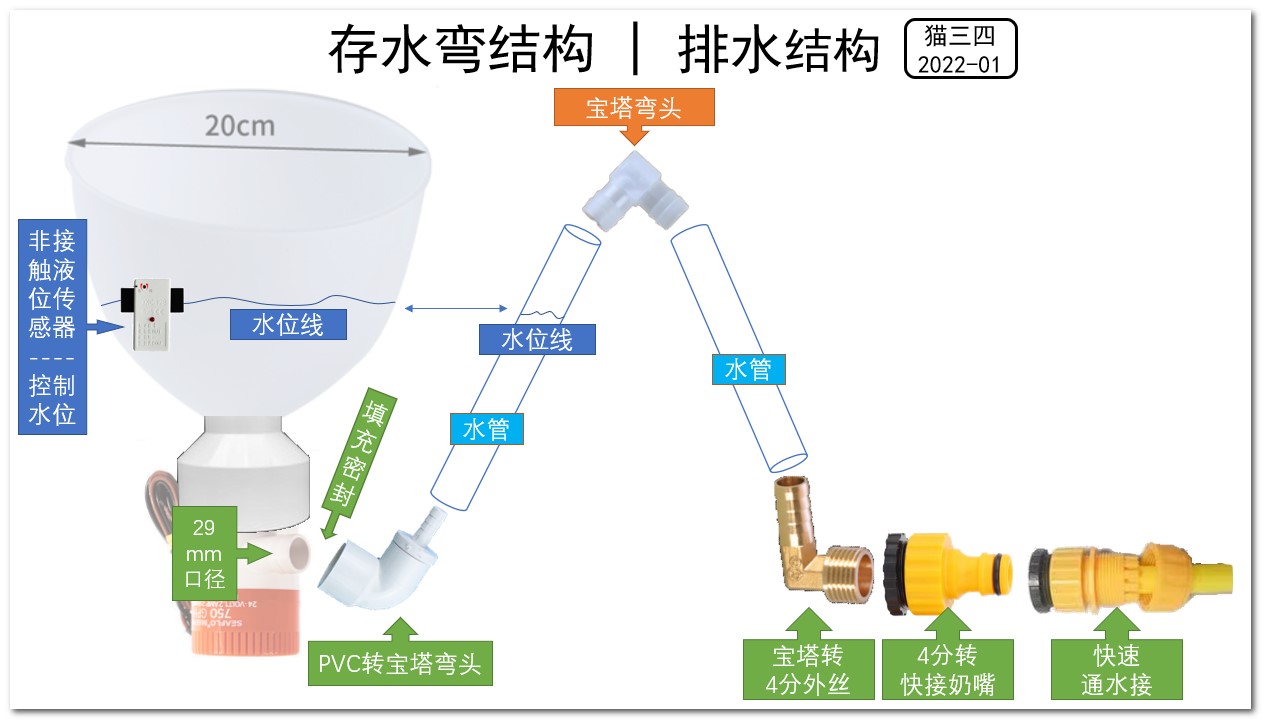 存水弯结构 | 排水结构
猫三四
2022-01
宝塔弯头
20cm
非接
触液
位传
感器
----
控制
水位
水位线
水位线
水管
水管
填充密封
29
mm
口径
SEAFLO
750
24 VOLT
PVC转宝塔弯头
宝塔转
4分外丝
4分转
快接奶嘴
快速
通水接